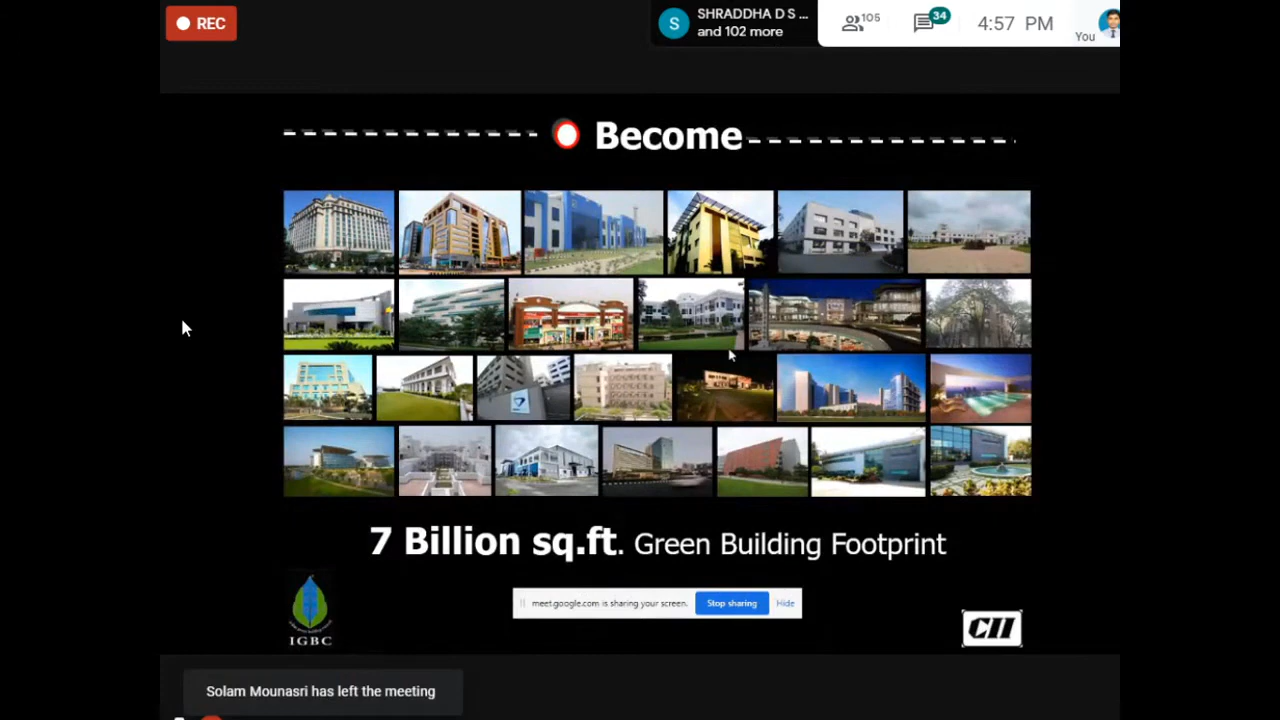 REC
SHRADDHA D S ...
and 102 more
105
34
4:57 PM
You
Become
7 Billion sq.ft. Green Building Footprint
meet.google.com is sharing your screen.
Stop sharing
Hide
IGBC
CII
Solam Mounasri has left the meeting